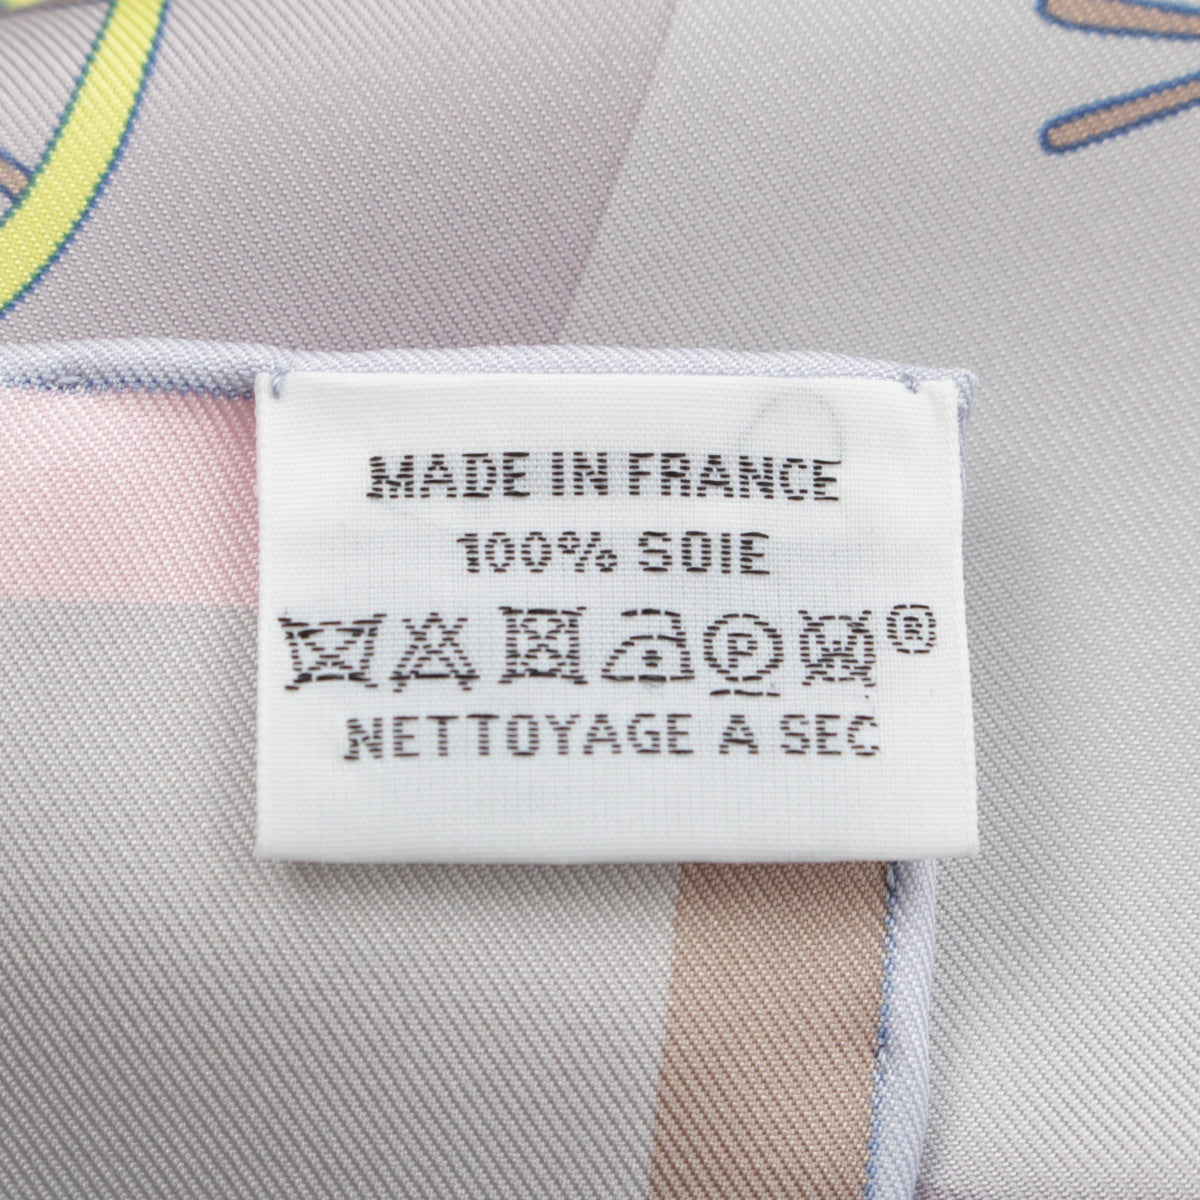 MADE IN FRANCE
100% SOIE
P W ®
NETTOYAGE A SEC